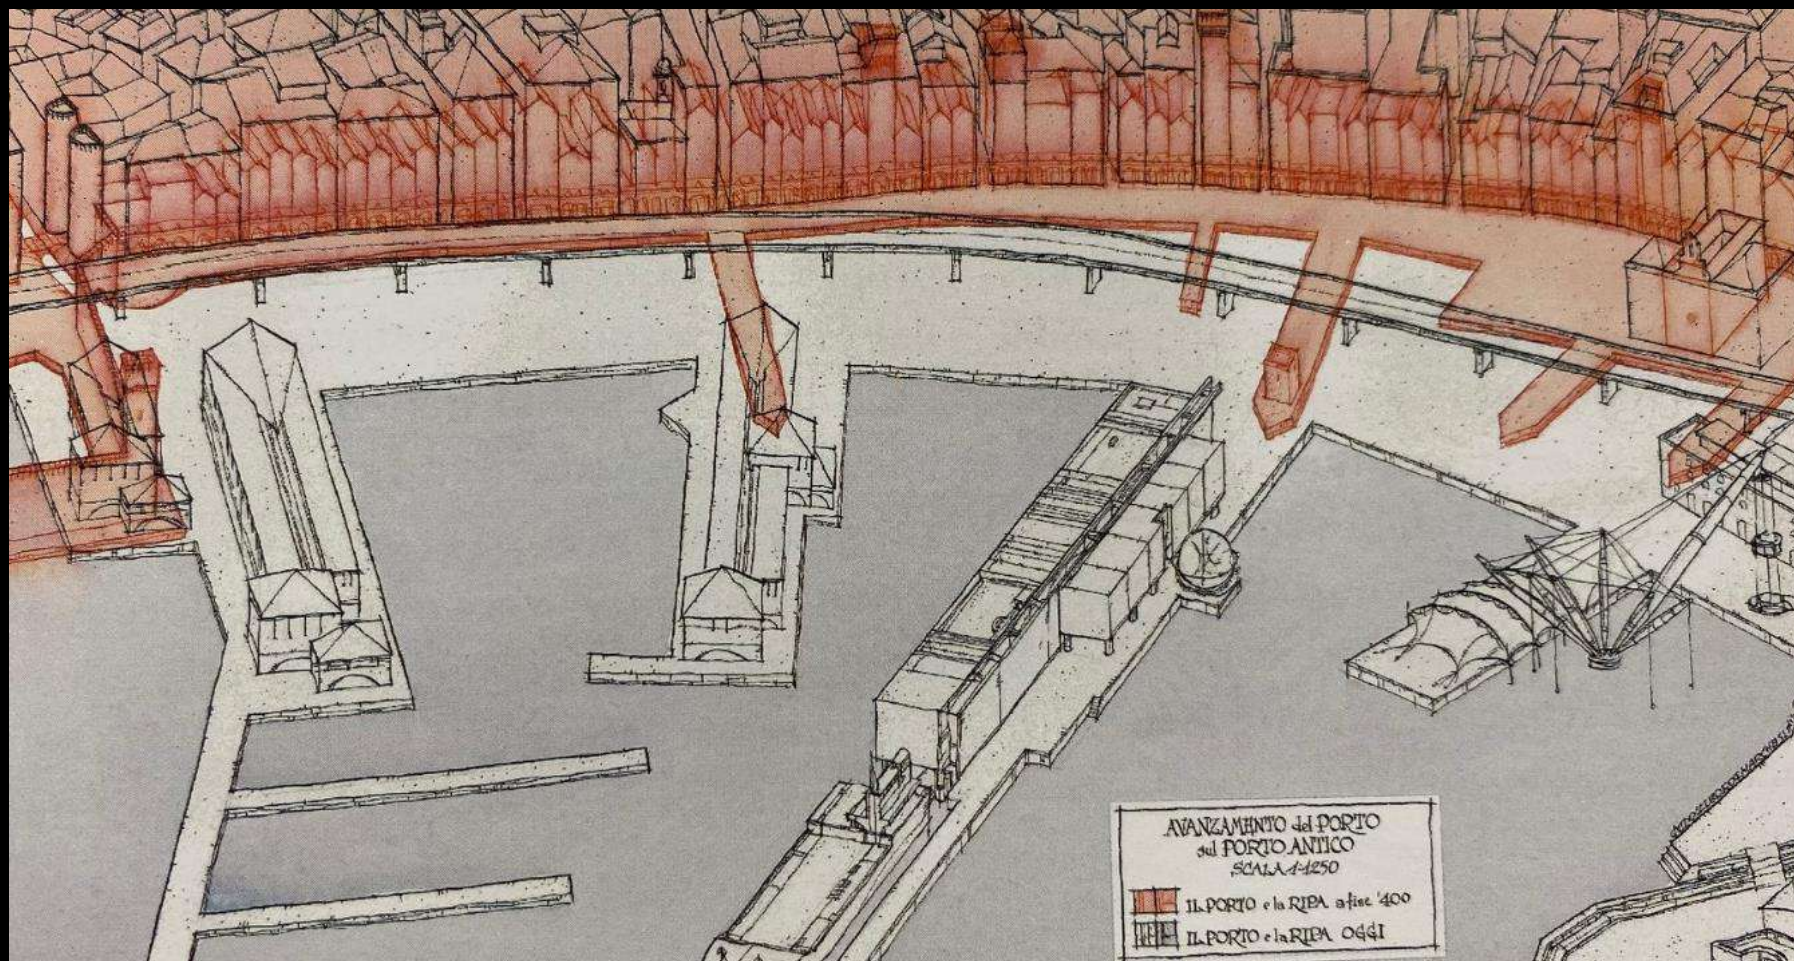 AVANZAMENTO del PORTO
sul PORTO ANTICO
SCALA 1:1250
IL PORTO e la RIPA a fine '400
IL PORTO e la RIPA OGGI